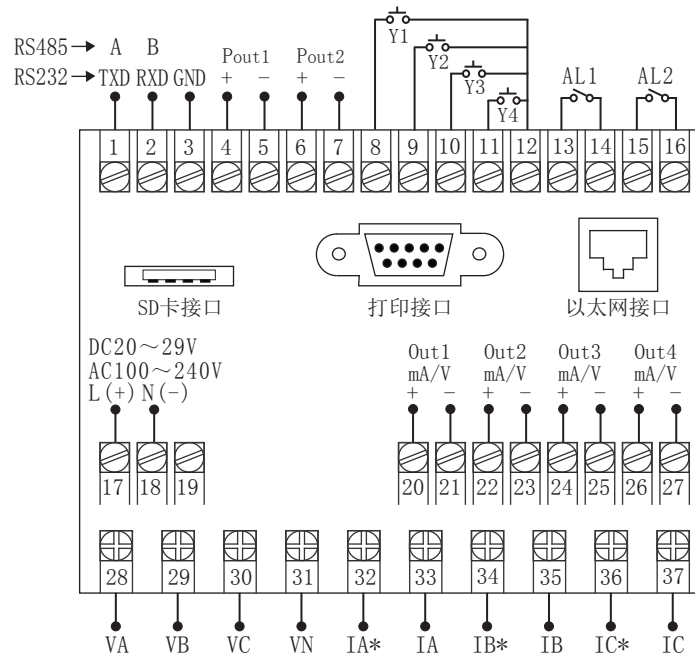 RS485 A B
RS232 TXD RXD GND
Pout1 Pout2
+ − + −
Y1
Y2
Y3
Y4
AL1 AL2
1 2 3 4 5 6 7 8 9 10 11 12 13 14 15 16
SD卡接口 打印接口 以太网接口
DC20～29V
AC100～240V
L(+) N(-)
Out1 Out2 Out3 Out4
mA/V mA/V mA/V mA/V
+ − + − + − + −
17 18 19 20 21 22 23 24 25 26 27
28 29 30 31 32 33 34 35 36 37
VA VB VC VN IA* IA IB* IB IC* IC